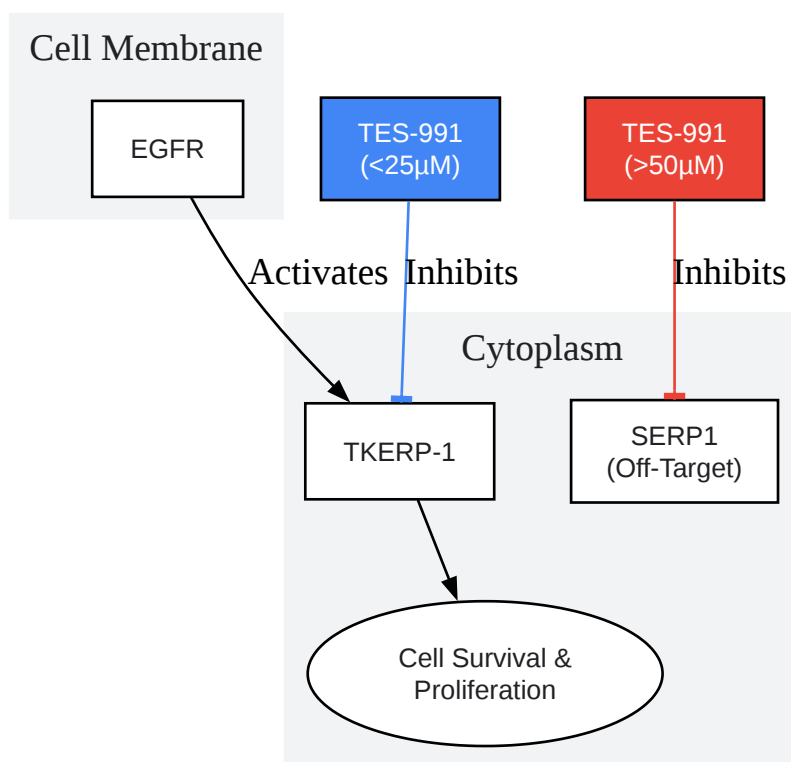 Cell Membrane
EGFR
TES-991
(<25µM)
TES-991
(>50µM)
Activates
Inhibits
Inhibits
Cytoplasm
TKERP-1
SERP1
(Off-Target)
Cell Survival &
Proliferation